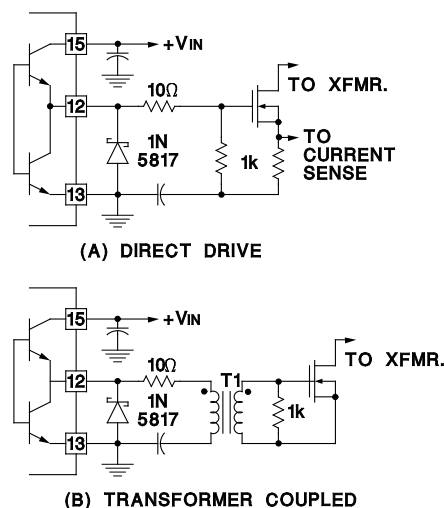 15
+VIN
12
10Ω
TO XFMR.
1N
5817
1k
TO
CURRENT
SENSE
13
(A) DIRECT DRIVE
15
+VIN
12
10Ω
T1
TO XFMR.
1N
5817
1k
13
(B) TRANSFORMER COUPLED